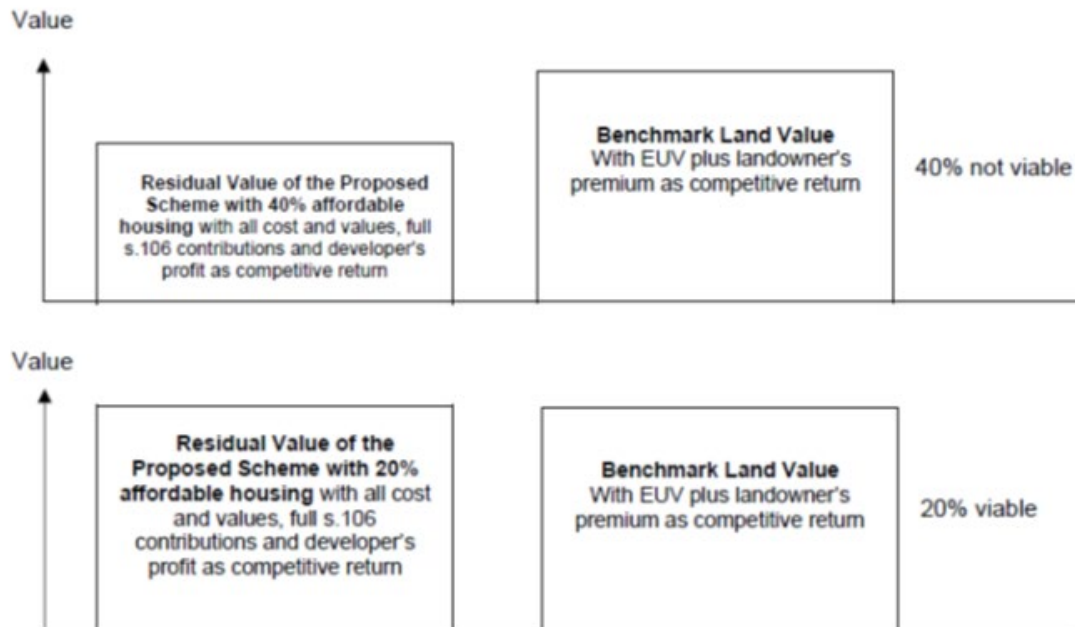 Value
Residual Value of the Proposed
Scheme with 40% affordable
housing with all cost and values, full
s.106 contributions and developer's
profit as competitive return
Benchmark Land Value
With EUV plus landowner's
premium as competitive return
40% not viable
Value
Residual Value of the
Proposed Scheme with 20%
affordable housing with all cost
and values, full s.106
contributions and developer's
profit as competitive return
Benchmark Land Value
With EUV plus landowner's
premium as competitive return
20% viable